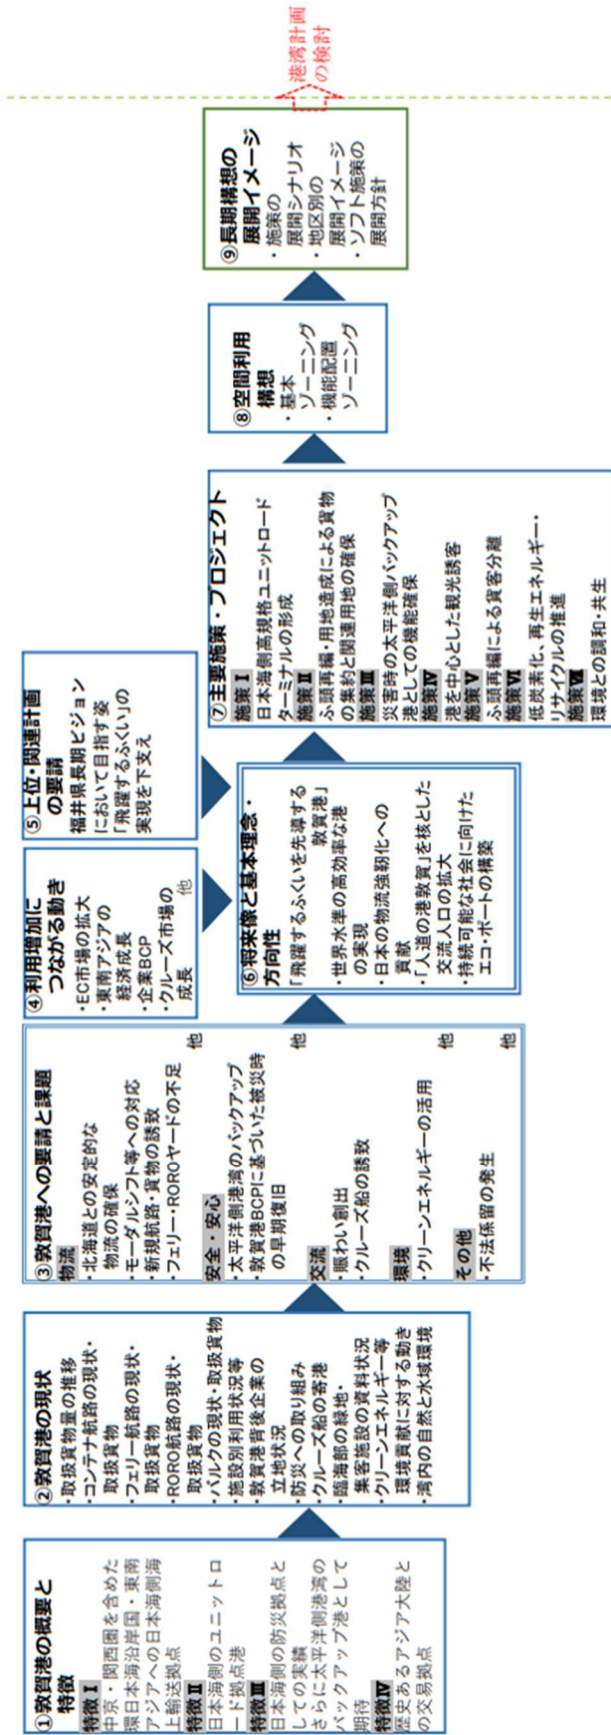 ①敦賀港の概要と
特徴
特徴Ⅰ
中京・関西圏を含めた
環日本海沿岸国・東南
アジアへの日本海側海
上輸送拠点
特徴Ⅱ
日本海側のユニットロ
ード拠点港
特徴Ⅲ
日本海側の防災拠点と
しての実績
さらに太平洋側港湾の
バックアップ港として
期待
特徴Ⅳ
歴史あるアジア大陸と
の交易拠点
②敦賀港の現状
・取扱貨物量の推移
・コンテナ航路の現状・
取扱貨物
・フェリー航路の現状・
取扱貨物
・RORO航路の現状・
取扱貨物
・バルクの現状・取扱貨物
・施設別利用状況等
・敦賀港背後企業の
立地状況
・防災への取り組み
・クルーズ船の寄港
・臨海部の緑地・
集客施設の資料状況
・クリーンエネルギー等
環境貢献に対する動き
・湾内の自然と水域環境
③敦賀港への要請と課題
物流
・北海道との安定的な
物流の確保
・モーダルシフト等への対応
・新規航路・貨物の誘致
・フェリー・ROROヤードの不足
他
安全・安心
・太平洋側港湾のバックアップ
・敦賀港BCPに基づいた被災時
の早期復旧
他
交流
・賑わい創出
・クルーズ船の誘致
環境
・クリーンエネルギーの活用
他
その他
・不法係留の発生
他
④利用増加に
つながる動き
・EC市場の拡大
・東南アジアの
経済成長
・企業BCP
・クルーズ市場の
成長 他
⑤上位・関連計画
の要請
福井県長期ビジョン
において目指す姿
「飛躍するふくい」の
実現を下支え
⑥将来像と基本理念・
方向性
「飛躍するふくいを先導する
敦賀港」
・世界水準の高効率な港
の実現
・日本の物流強靭化への
貢献
・「人道の港敦賀」を核とした
交流人口の拡大
・持続可能な社会に向けた
エコ・ポートの構築
⑦主要施策・プロジェクト
施策Ⅰ
日本海側高規格ユニットロード
ターミナルの形成
施策Ⅱ
ふ頭再編・用地造成による貨物
の集約と関連用地の確保
施策Ⅲ
災害時の太平洋側バックアップ
港としての機能確保
施策Ⅳ
港を中心とした観光誘客
施策Ⅴ
ふ頭再編による貨客分離
施策Ⅵ
低炭素化、再生エネルギー・
リサイクルの推進
施策Ⅶ
環境との調和・共生
⑧空間利用
構想
・基本
ゾーニング
・機能配置
ゾーニング
⑨長期構想の
展開イメージ
・施策の
展開シナリオ
・地区別の
展開イメージ
・ソフト施策の
展開方針
港湾計画
の検討